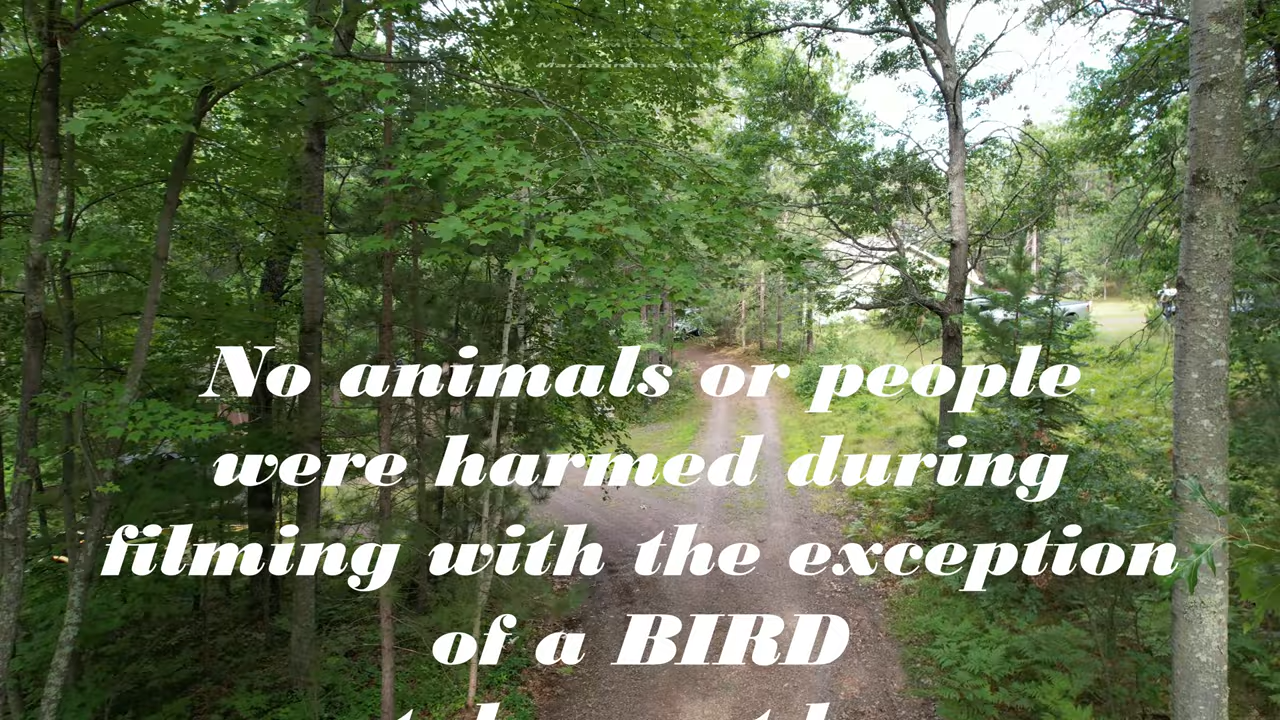 No animals or people
were harmed during
filming with the exception
of a BIRD